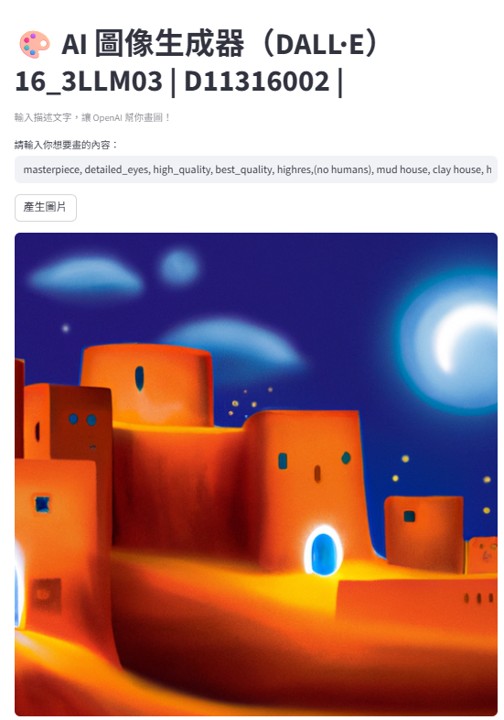 AI 圖像生成器（DALL·E）
16_3LLM03 | D11316002 |
輸入描述文字，讓 OpenAI 幫你畫圖！
請輸入你想要畫的內容：
masterpiece, detailed_eyes, high_quality, best_quality, highres,(no humans), mud house, clay house, h
產生圖片